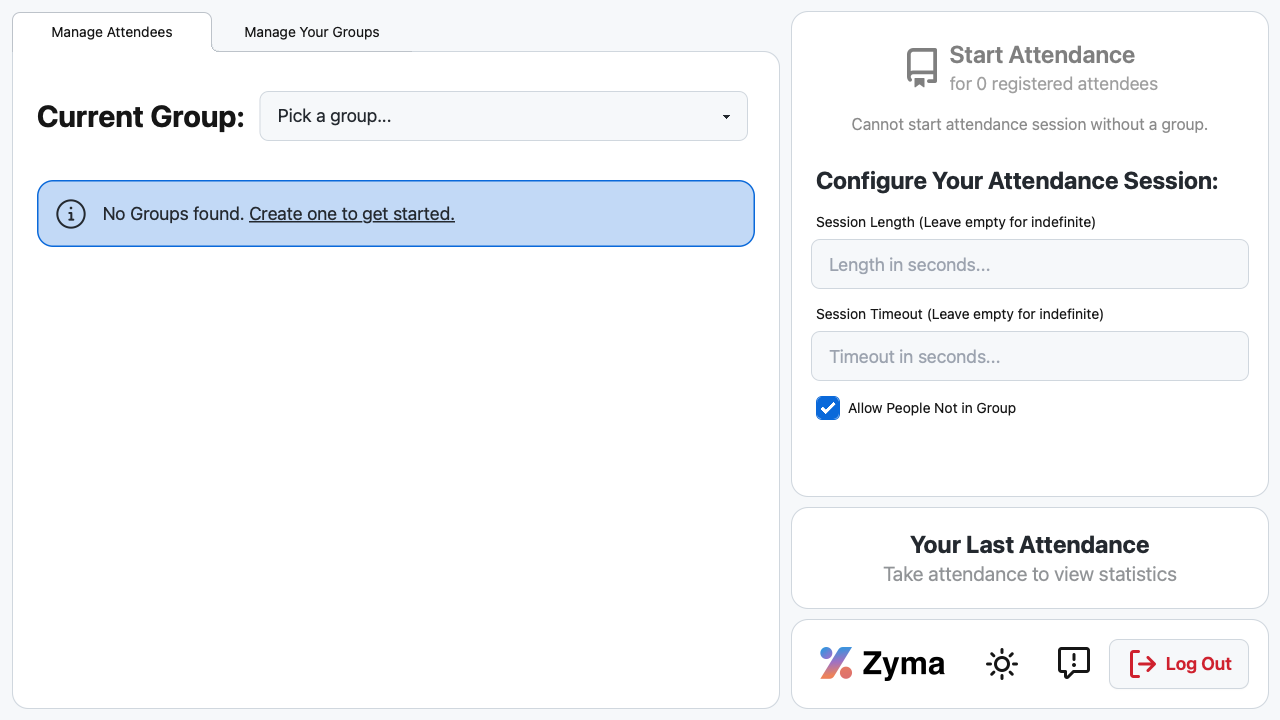 Manage Attendees
Manage Your Groups
Current Group:
Pick a group...
No Groups found. Create one to get started.
Start Attendance
for 0 registered attendees
Cannot start attendance session without a group.
Configure Your Attendance Session:
Session Length (Leave empty for indefinite)
Length in seconds...
Session Timeout (Leave empty for indefinite)
Timeout in seconds...
Allow People Not in Group
Your Last Attendance
Take attendance to view statistics
Zyma
Log Out